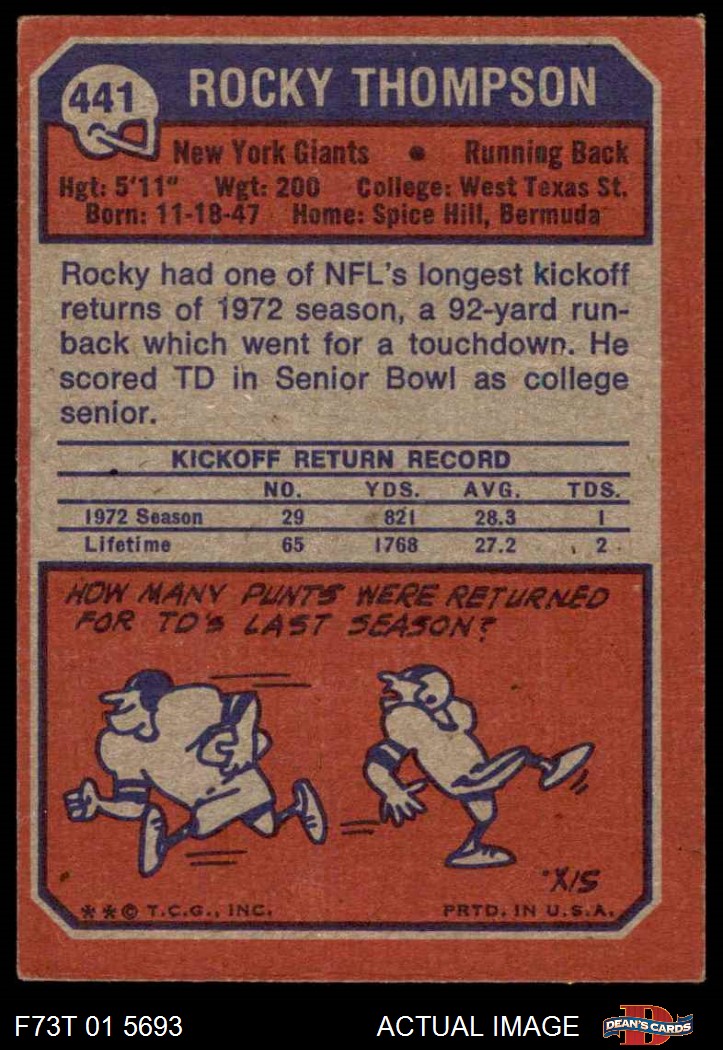 441
ROCKY THOMPSON
New York Giants • Running Back
Hgt: 5'11" Wgt: 200 College: West Texas St.
Born: 11-18-47 Home: Spice Hill, Bermuda
Rocky had one of NFL's longest kickoff
returns of 1972 season, a 92-yard run-
back which went for a touchdown. He
scored TD in Senior Bowl as college
senior.
KICKOFF RETURN RECORD
NO. YDS. AVG. TDS.
1972 Season 29 821 28.3 1
Lifetime 65 1768 27.2 2
HOW MANY PUNTS WERE RETURNED
FOR TD'S LAST SEASON?
SIX.
**© T.C.G., INC. PRTD. IN U.S.A.
F73T 01 5693 ACTUAL IMAGE
D
DEAN'S CARDS